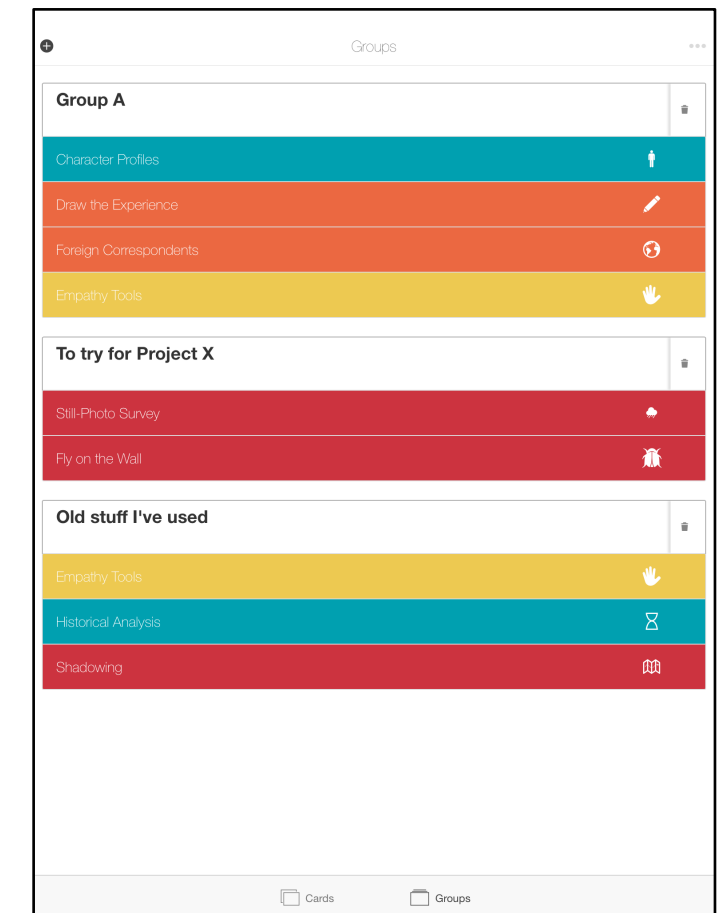 Groups
Group A
Character Profiles
Draw the Experience
Foreign Correspondents
Empathy Tools
To try for Project X
Still-Photo Survey
Fly on the Wall
Old stuff I've used
Empathy Tools
Historical Analysis
Shadowing
Cards
Groups